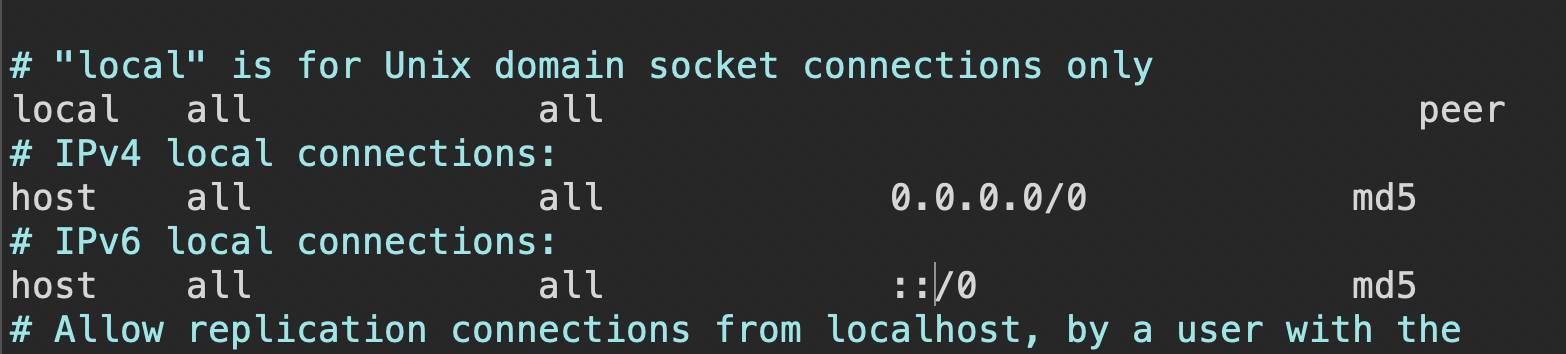 # "local" is for Unix domain socket connections only
local   all             all                                     peer
# IPv4 local connections:
host    all             all             0.0.0.0/0            md5
# IPv6 local connections:
host    all             all             ::/0                 md5
# Allow replication connections from localhost, by a user with the